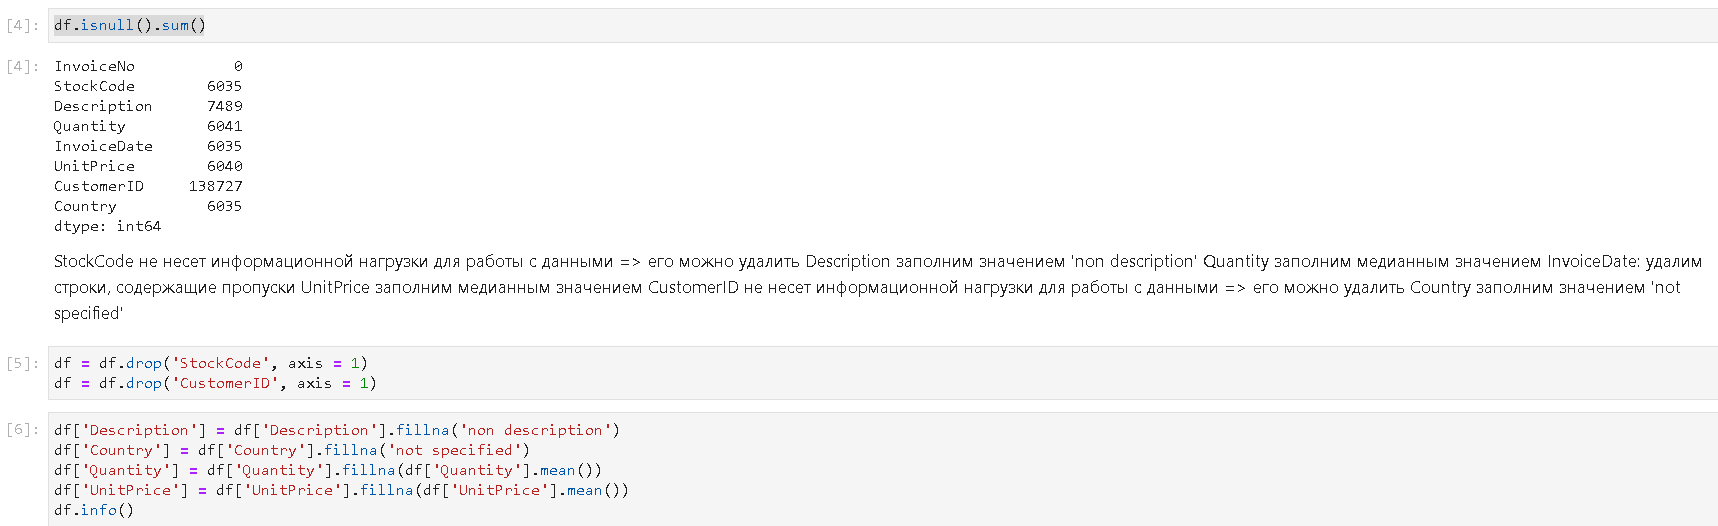 [4]: df.isnull().sum()
[4]: InvoiceNo 0
StockCode 6035
Description 7489
Quantity 6041
InvoiceDate 6035
UnitPrice 6040
CustomerID 138727
Country 6035
dtype: int64
StockCode не несет информационной нагрузки для работы с данными => его можно удалить Description заполним значением 'non description' Quantity заполним медианным значением InvoiceDate: удалим
строки, содержащие пропуски UnitPrice заполним медианным значением CustomerID не несет информационной нагрузки для работы с данными => его можно удалить Country заполним значением 'not
specified'
[5]: df = df.drop('StockCode', axis = 1)
df = df.drop('CustomerID', axis = 1)
[6]: df['Description'] = df['Description'].fillna('non description')
df['Country'] = df['Country'].fillna('not specified')
df['Quantity'] = df['Quantity'].fillna(df['Quantity'].mean())
df['UnitPrice'] = df['UnitPrice'].fillna(df['UnitPrice'].mean())
df.info()